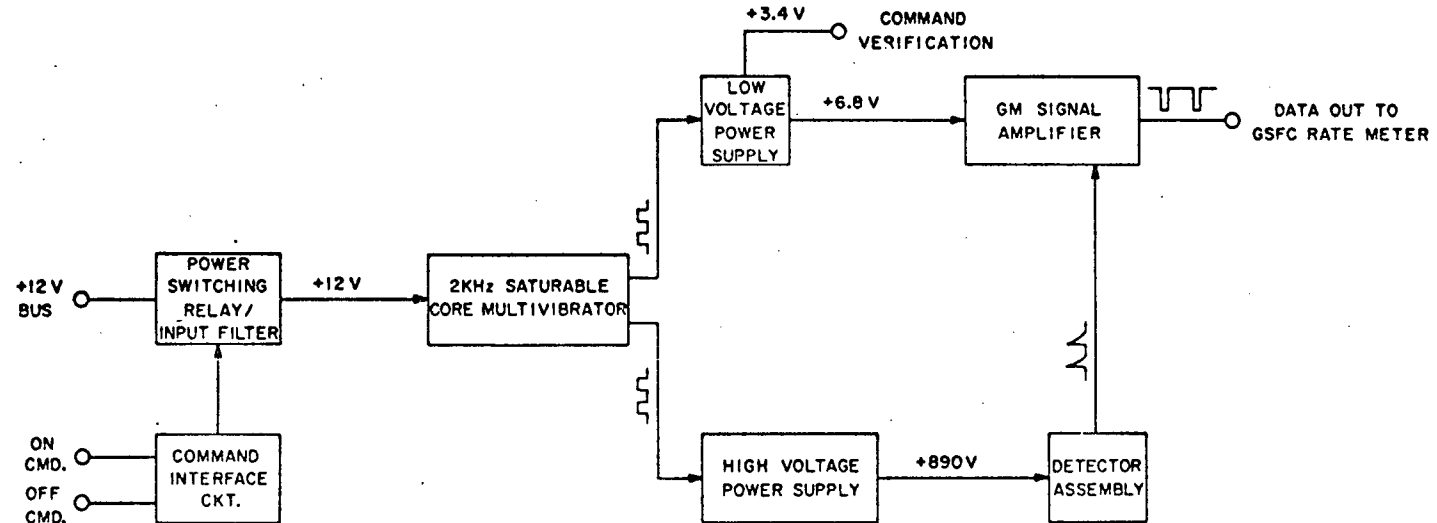 +3.4 V
COMMAND
VERIFICATION
LOW
VOLTAGE
POWER
SUPPLY
+6.8 V
GM SIGNAL
AMPLIFIER
DATA OUT TO
GSFC RATE METER
+12 V
BUS
POWER
SWITCHING
RELAY/
INPUT FILTER
+12 V
2KHz SATURABLE
CORE MULTIVIBRATOR
ON
CMD.
OFF
CMD.
COMMAND
INTERFACE
CKT.
HIGH VOLTAGE
POWER SUPPLY
+890 V
DETECTOR
ASSEMBLY